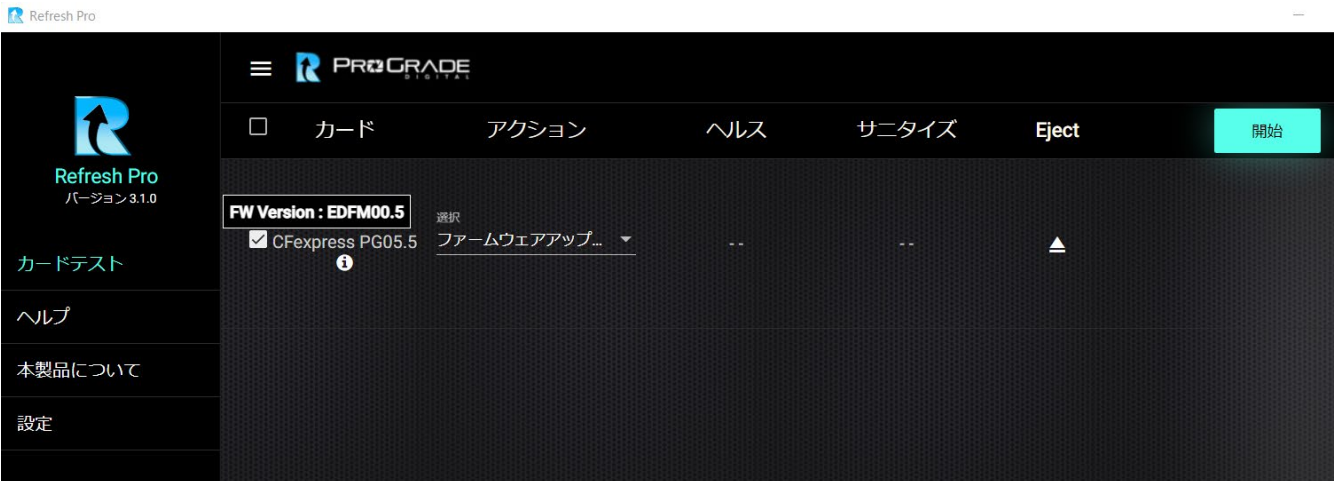 Refresh Pro
PROGRADE
DIGITAL
カード
アクション
ヘルス
サニタイズ
Eject
開始
Refresh Pro
バージョン 3.1.0
FW Version : EDFM00.5
選択
CFexpress PG05.5
ファームウェアアップ...
--
--
カードテスト
ヘルプ
本製品について
設定